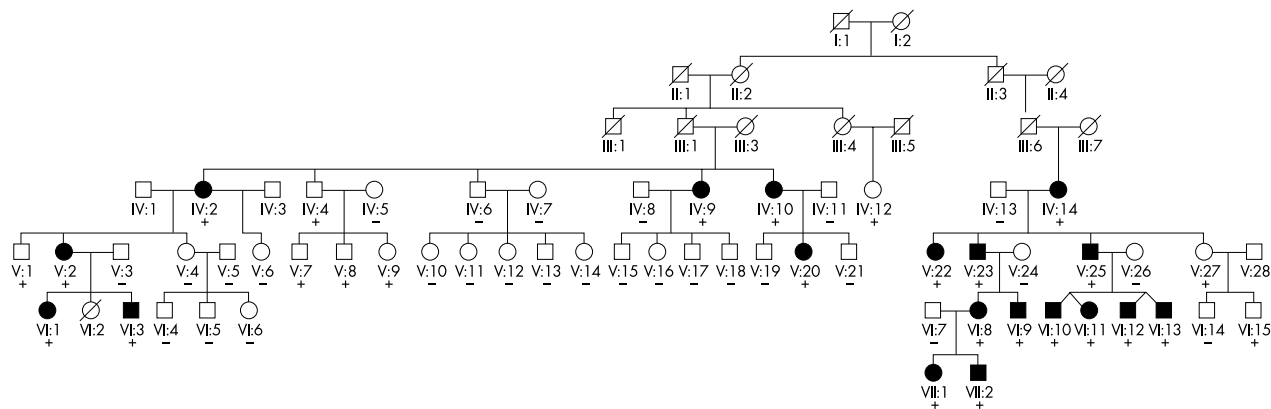 I:1 I:2
II:1 II:2 II:3 II:4
III:1 III:1 III:3 III:4 III:5 III:6 III:7
IV:1 IV:2 IV:3 IV:4 IV:5 IV:6 IV:7 IV:8 IV:9 IV:10 IV:11 IV:12 IV:13 IV:14
+ + − − − − + + − +
V:1 V:2 V:3 V:4 V:5 V:6 V:7 V:8 V:9 V:10 V:11 V:12 V:13 V:14 V:15 V:16 V:17 V:18 V:19 V:20 V:21 V:22 V:23 V:24 V:25 V:26 V:27 V:28
+ + − − − − + + + − − − − − − − − − − + − + + − + − +
VI:1 VI:2 VI:3 VI:4 VI:5 VI:6 VI:7 VI:8 VI:9 VI:10 VI:11 VI:12 VI:13 VI:14 VI:15
+ + − − − − + + + + + + − +
VII:1 VII:2
+ +